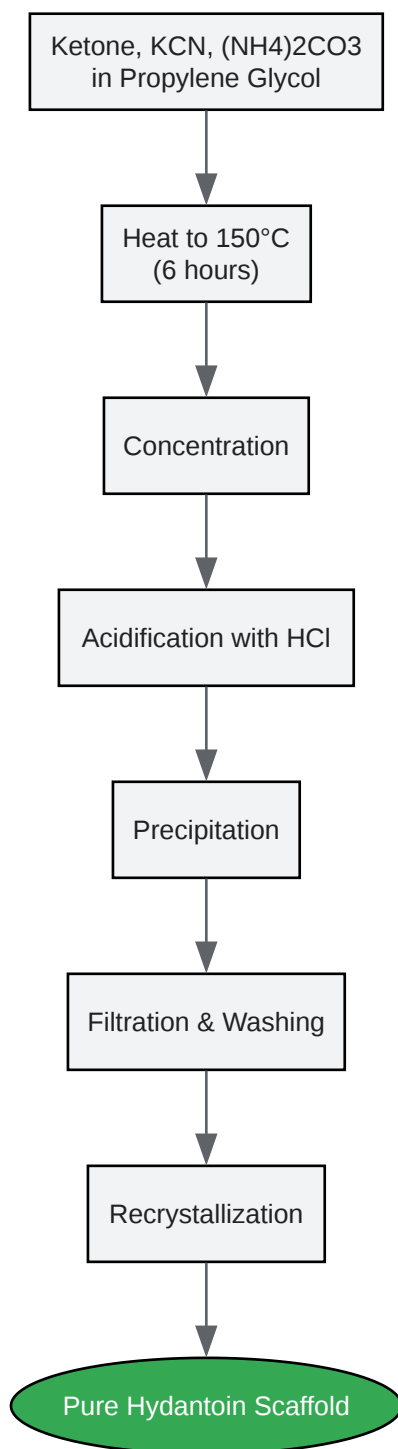 Ketone, KCN, (NH4)2CO3
in Propylene Glycol
Heat to 150°C
(6 hours)
Concentration
Acidification with HCl
Precipitation
Filtration & Washing
Recrystallization
Pure Hydantoin Scaffold